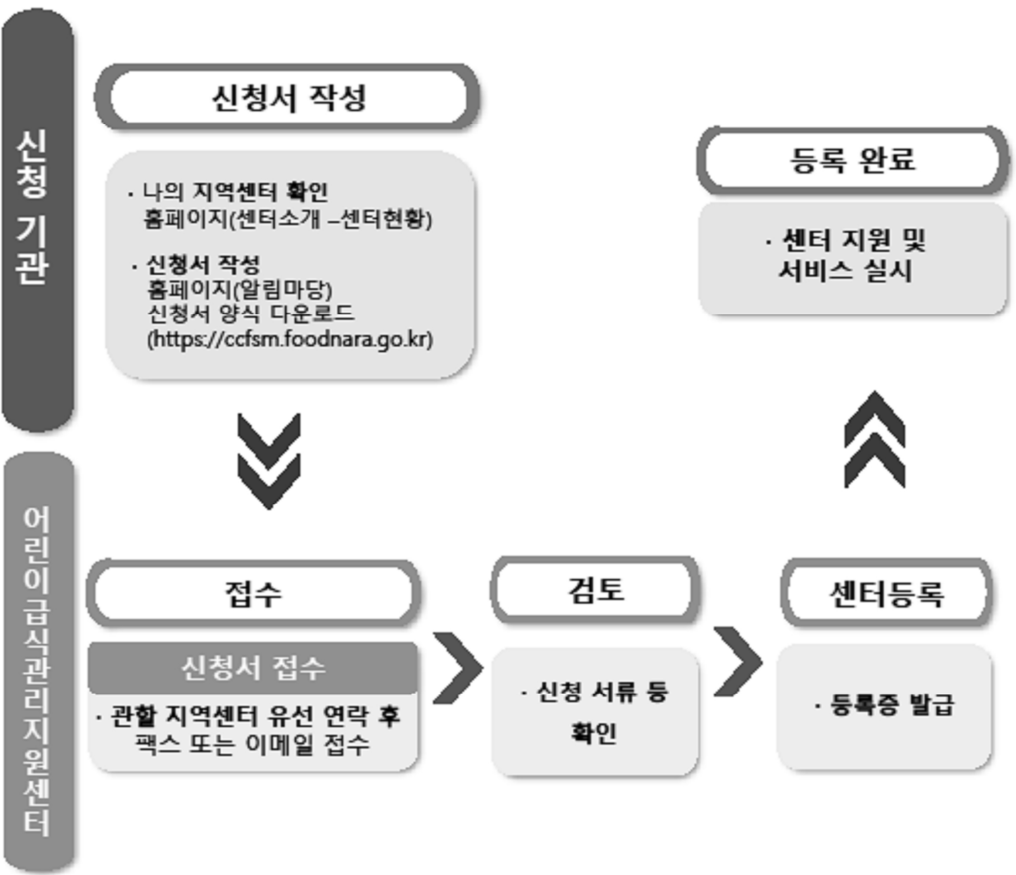 신청 기관
신청서 작성
· 나의 지역센터 확인
홈페이지(센터소개 –센터현황)
· 신청서 작성
홈페이지(알림마당)
신청서 양식 다운로드
(https://ccfsm.foodnara.go.kr)
등록 완료
· 센터 지원 및
서비스 실시
어린이급식관리지원센터
접수
신청서 접수
· 관할 지역센터 유선 연락 후
팩스 또는 이메일 접수
검토
· 신청 서류 등
확인
센터등록
· 등록증 발급